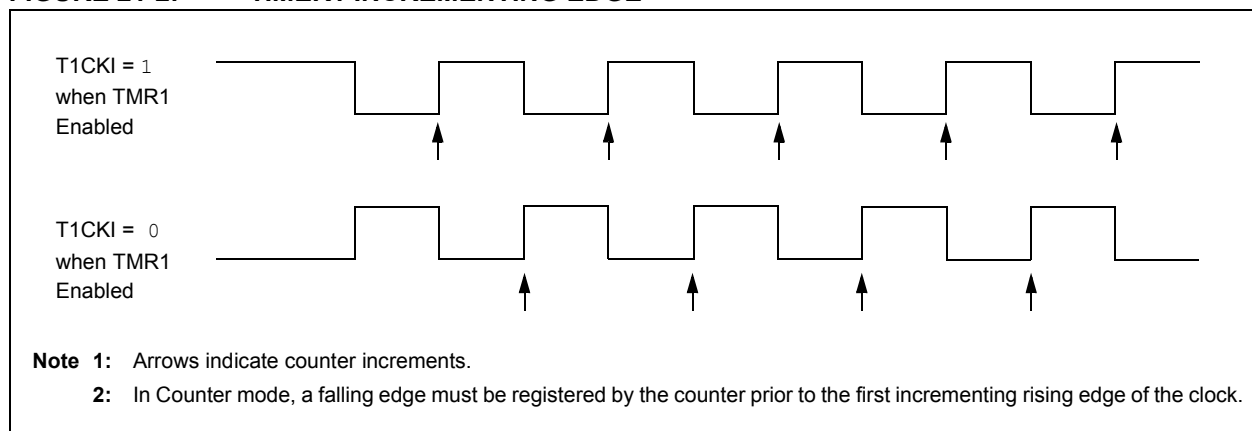 T1CKI = 1
when TMR1
Enabled
T1CKI = 0
when TMR1
Enabled
Note 1: Arrows indicate counter increments.
2: In Counter mode, a falling edge must be registered by the counter prior to the first incrementing rising edge of the clock.